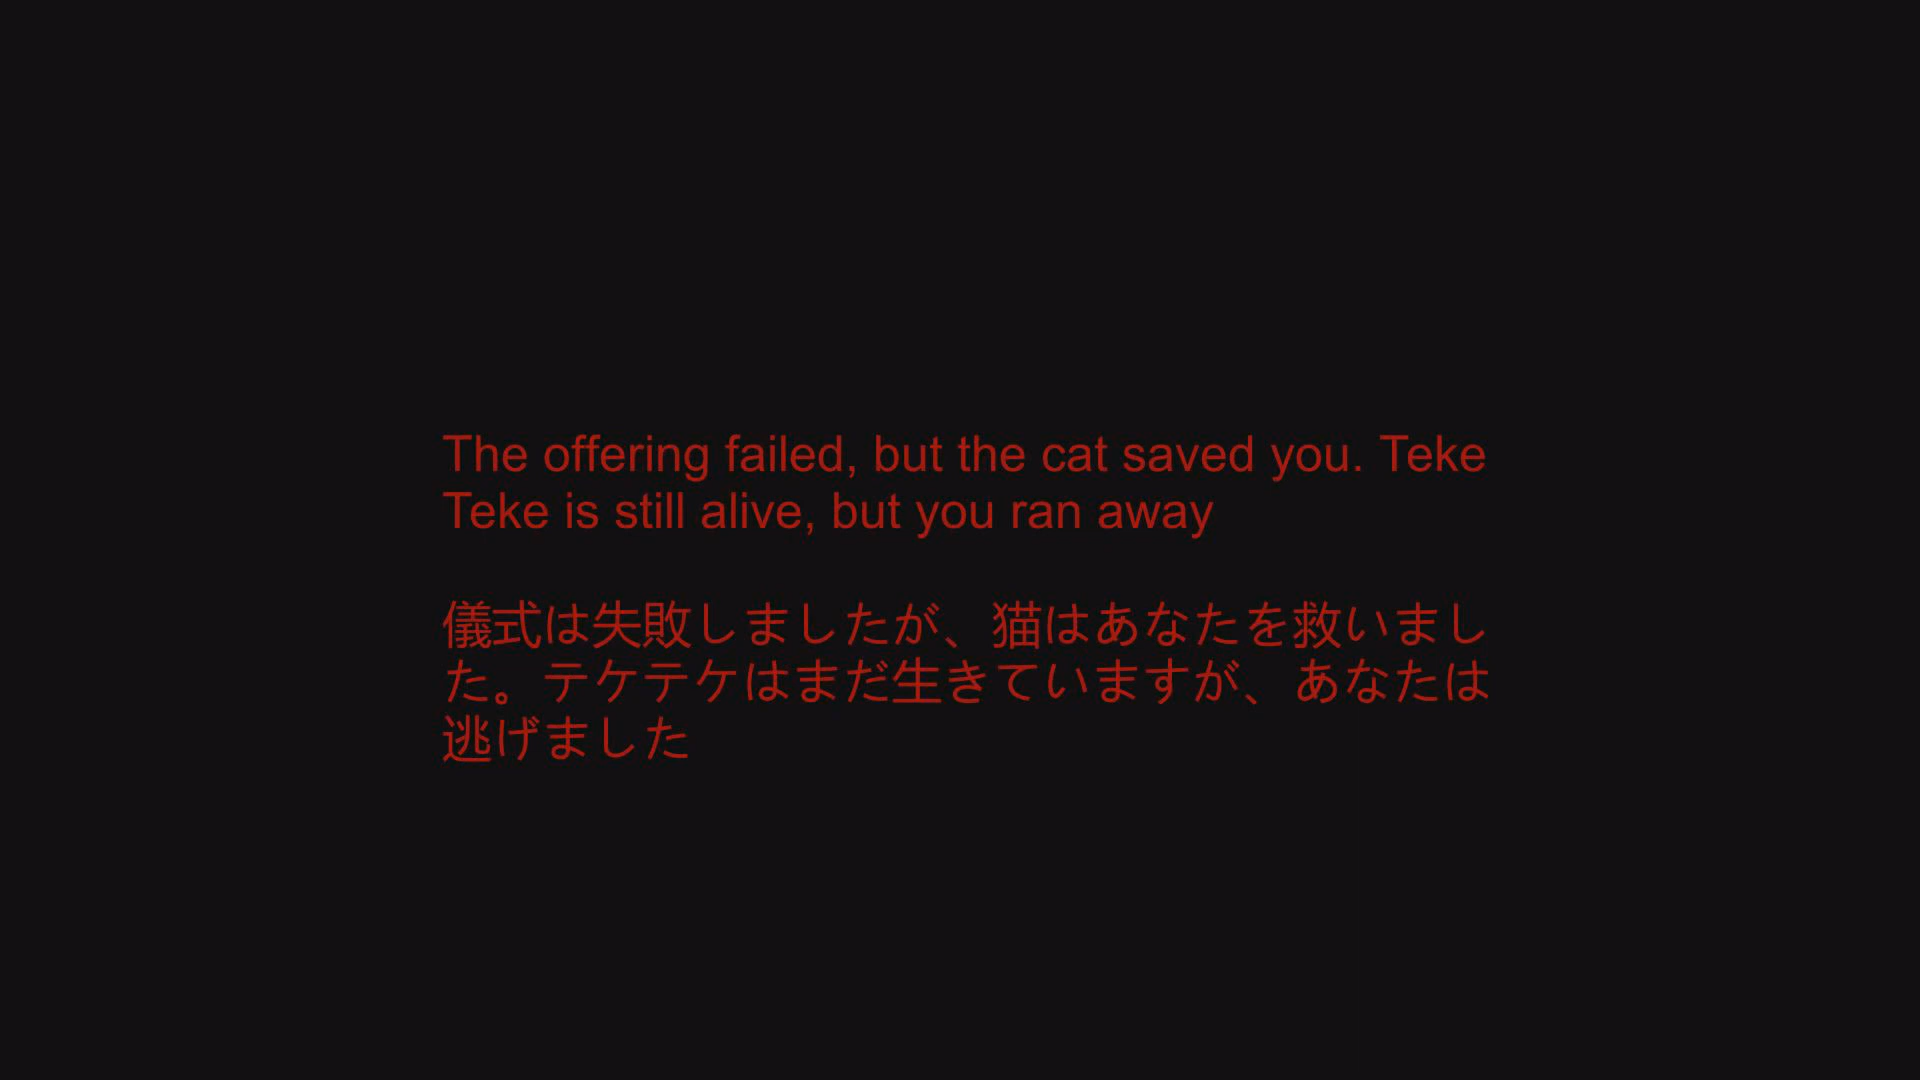 The offering failed, but the cat saved you. Teke
Teke is still alive, but you ran away
儀式は失敗しましたが、猫はあなたを救いまし
た。テケテケはまだ生きていますが、あなたは
逃げました